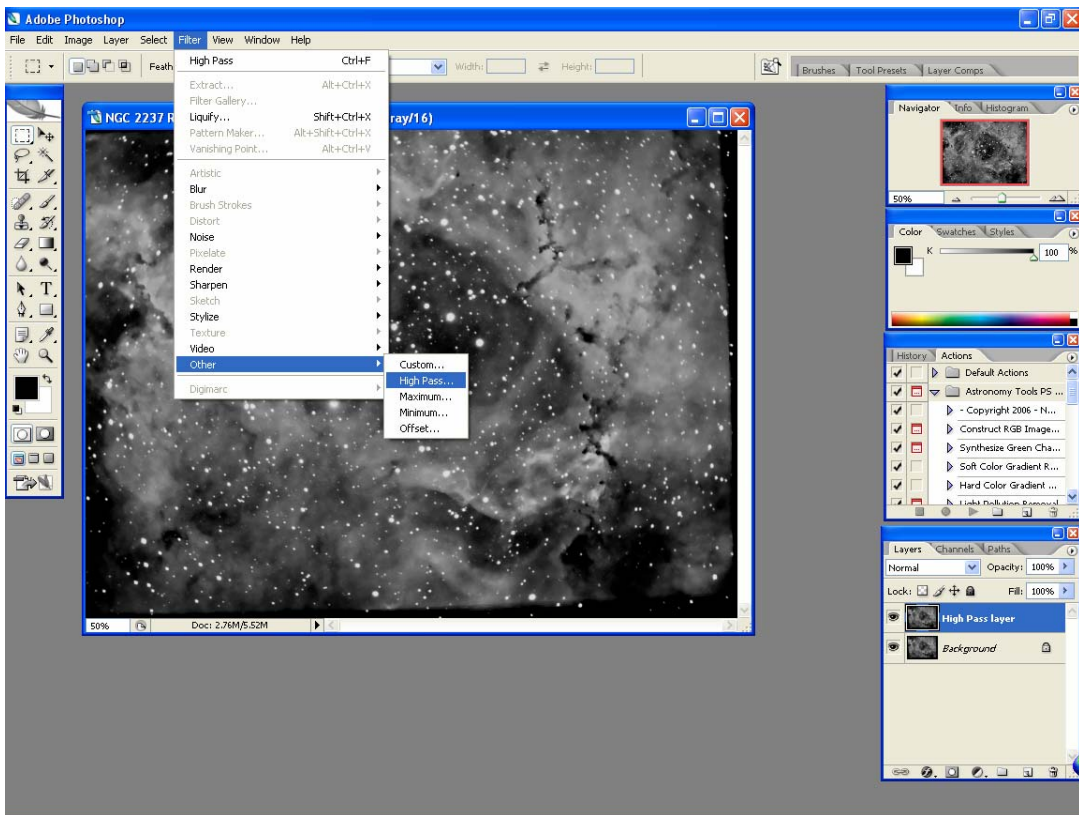 Adobe Photoshop
File Edit Image Layer Select Filter View Window Help
Feath
Width:
Height:
Brushes Tool Presets Layer Comps
High Pass Ctrl+F
Extract... Alt+Ctrl+X
Filter Gallery...
Liquify... Shift+Ctrl+X
Pattern Maker... Alt+Shift+Ctrl+X
Vanishing Point... Alt+Ctrl+V
Artistic
Blur
Brush Strokes
Distort
Noise
Pixelate
Render
Sharpen
Sketch
Stylize
Texture
Video
Other
Digimarc
Custom...
High Pass...
Maximum...
Minimum...
Offset...
NGC 2237 R
ray/16)
50% Doc: 2.76M/5.52M
Navigator Info Histogram
50%
Color Swatches Styles
K 100 %
History Actions
Default Actions
Astronomy Tools PS ...
- Copyright 2006 - N...
Construct RGB Image...
Synthesize Green Cha...
Soft Color Gradient R...
Hard Color Gradient ...
Light Pollution Removal
Layers Channels Paths
Normal Opacity: 100%
Lock: Fill: 100%
High Pass layer
Background